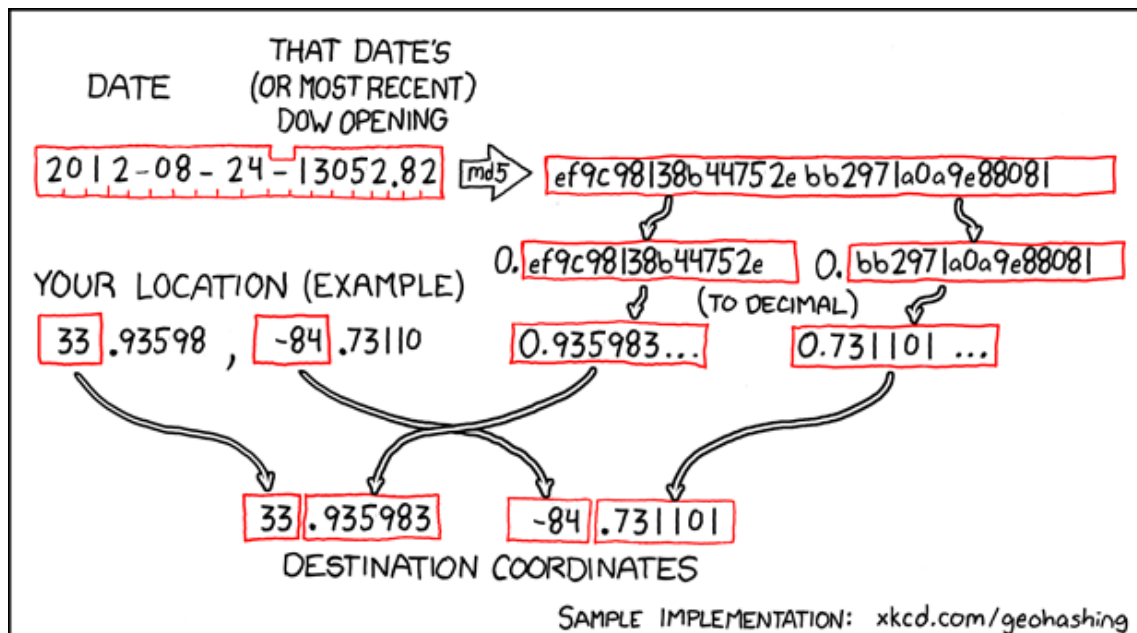 DATE
THAT DATE'S
(OR MOST RECENT)
DOW OPENING
2012-08-24-13052.82
md5
ef9c98138b44752ebb2971a0a9e88081
0.ef9c98138b44752e
0.bb2971a0a9e88081
(TO DECIMAL)
0.935983...
0.731101 ...
YOUR LOCATION (EXAMPLE)
33.93598, -84.73110
33.935983
-84.731101
DESTINATION COORDINATES
SAMPLE IMPLEMENTATION: xkcd.com/geohashing